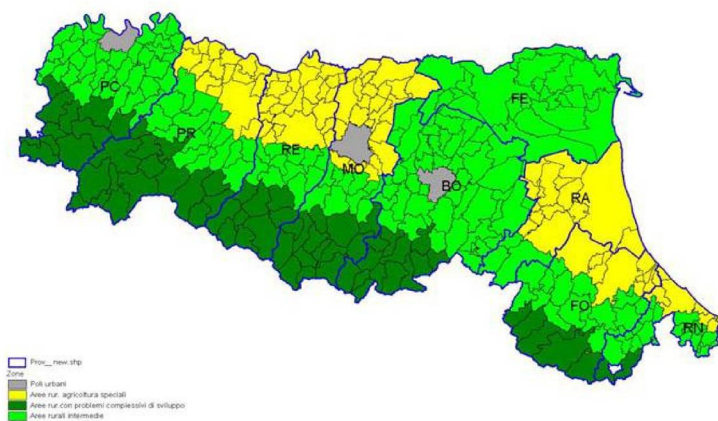 PC
FE
PR
RE
MO
BO
RA
FO
RN
Prov_new.shp
Zone
Poli urbani
Aree rur. agricoltura speciali
Aree rur.con problemi complessivi di sviluppo
Aree rurali intermedie